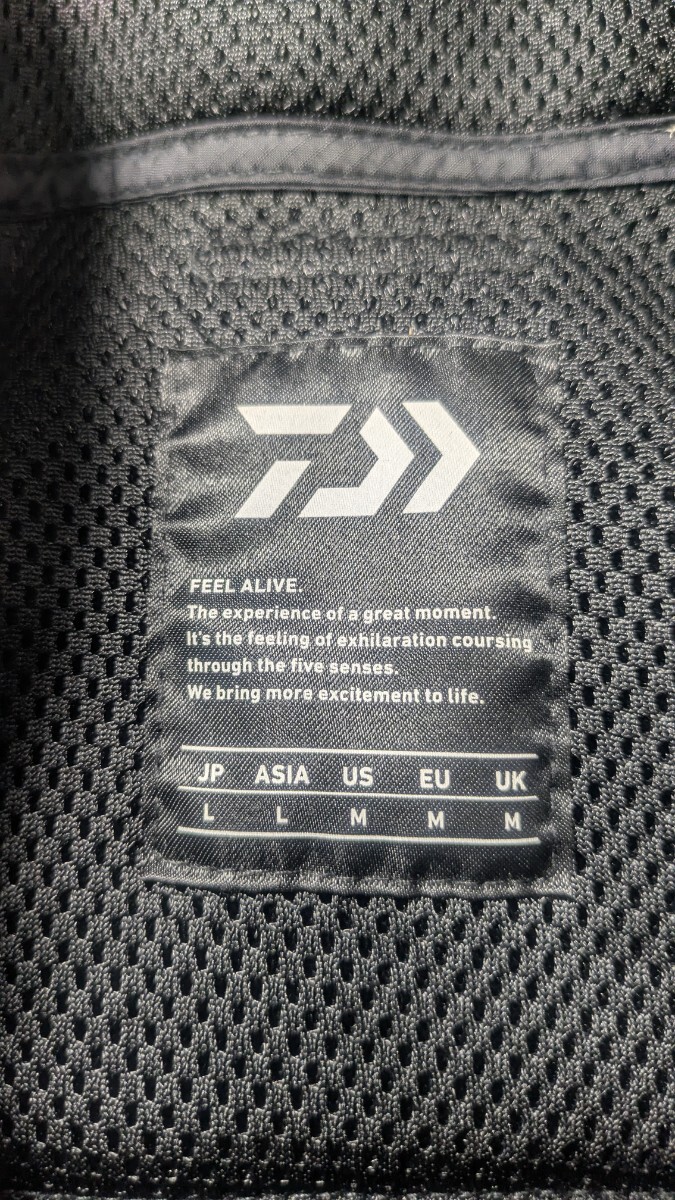 FEEL ALIVE.
The experience of a great moment.
It's the feeling of exhilaration coursing
through the five senses.
We bring more excitement to life.
JP ASIA US EU UK
L L M M M